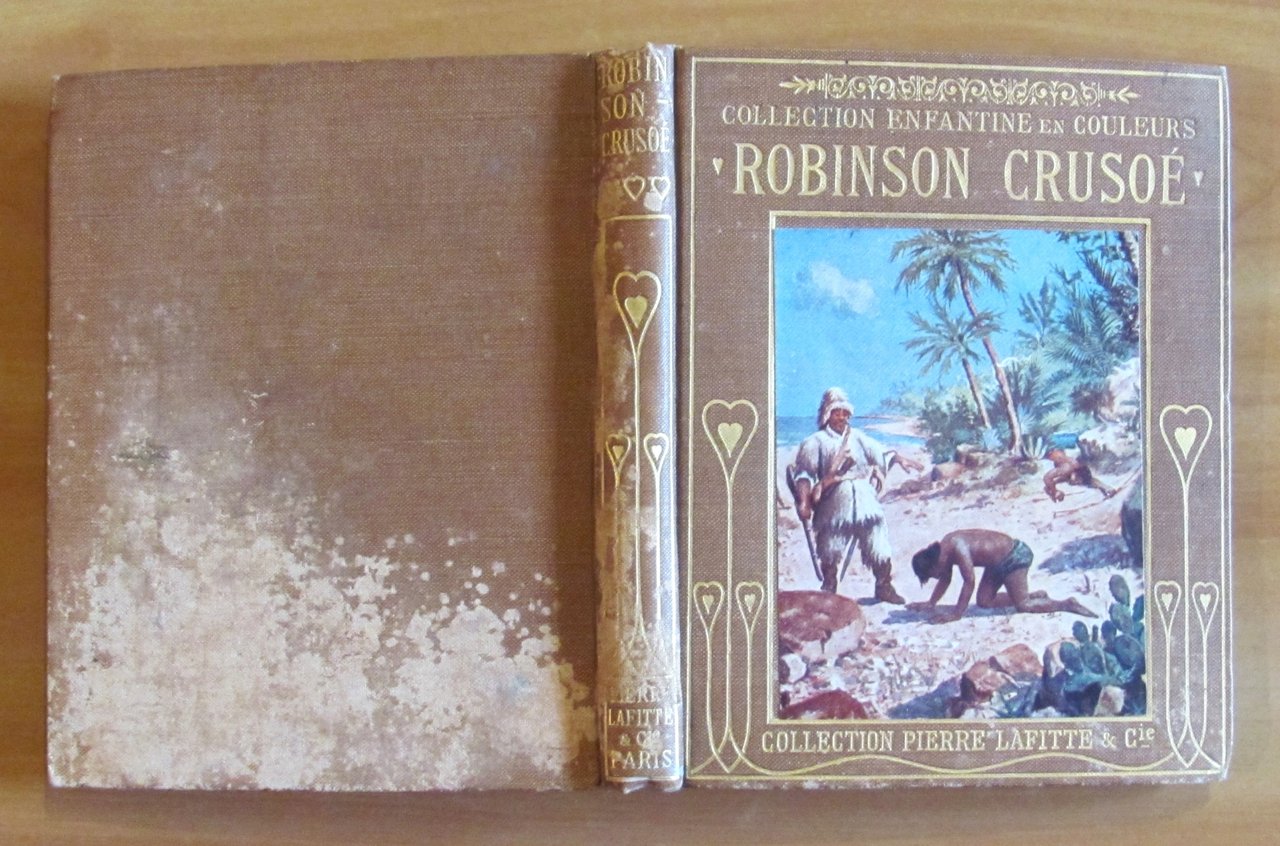 ROBIN
SON -
CRUSOÉ
PIERRE
LAFITTE
& Cie
PARIS
COLLECTION ENFANTINE EN COULEURS
ROBINSON CRUSOÉ
COLLECTION PIERRE LAFITTE & Cie